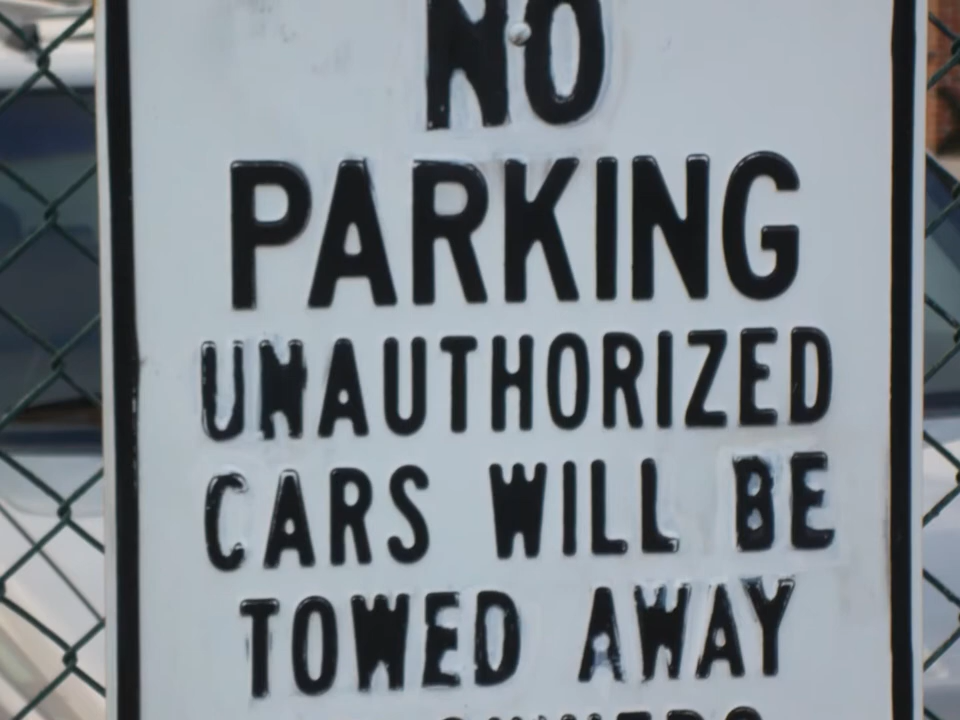 NO
PARKING
UNAUTHORIZED
CARS WILL BE
TOWED AWAY